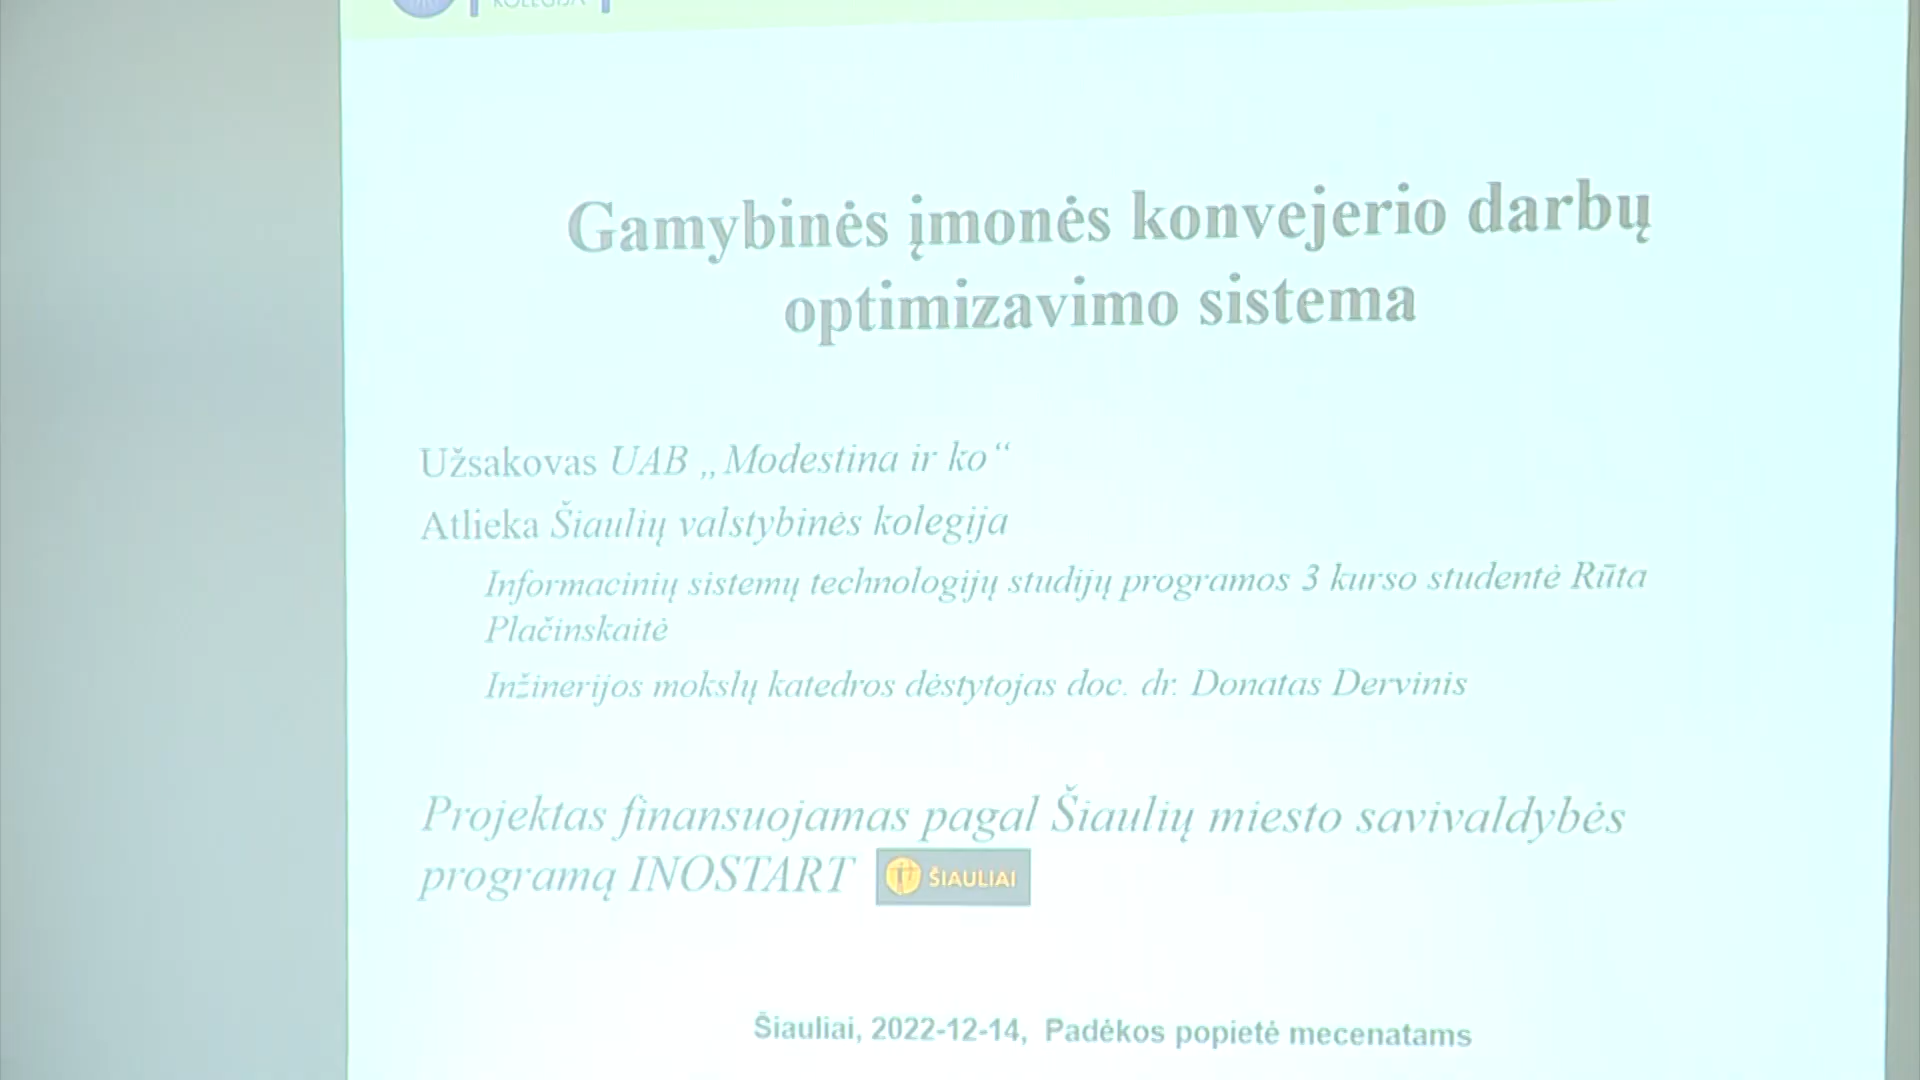 KOLEGIJA
Gamybinės įmonės konvejerio darbų
optimizavimo sistema
Užsakovas UAB „Modestina ir ko“
Atlieka Šiaulių valstybinės kolegija
Informacinių sistemų technologijų studijų programos 3 kurso studentė Rūta
Plačinskaitė
Inžinerijos mokslų katedros dėstytojas doc. dr. Donatas Dervinis
Projektas finansuojamas pagal Šiaulių miesto savivaldybės
programą INOSTART ŠIAULIAI
Šiauliai, 2022-12-14, Padėkos popietė mecenatams